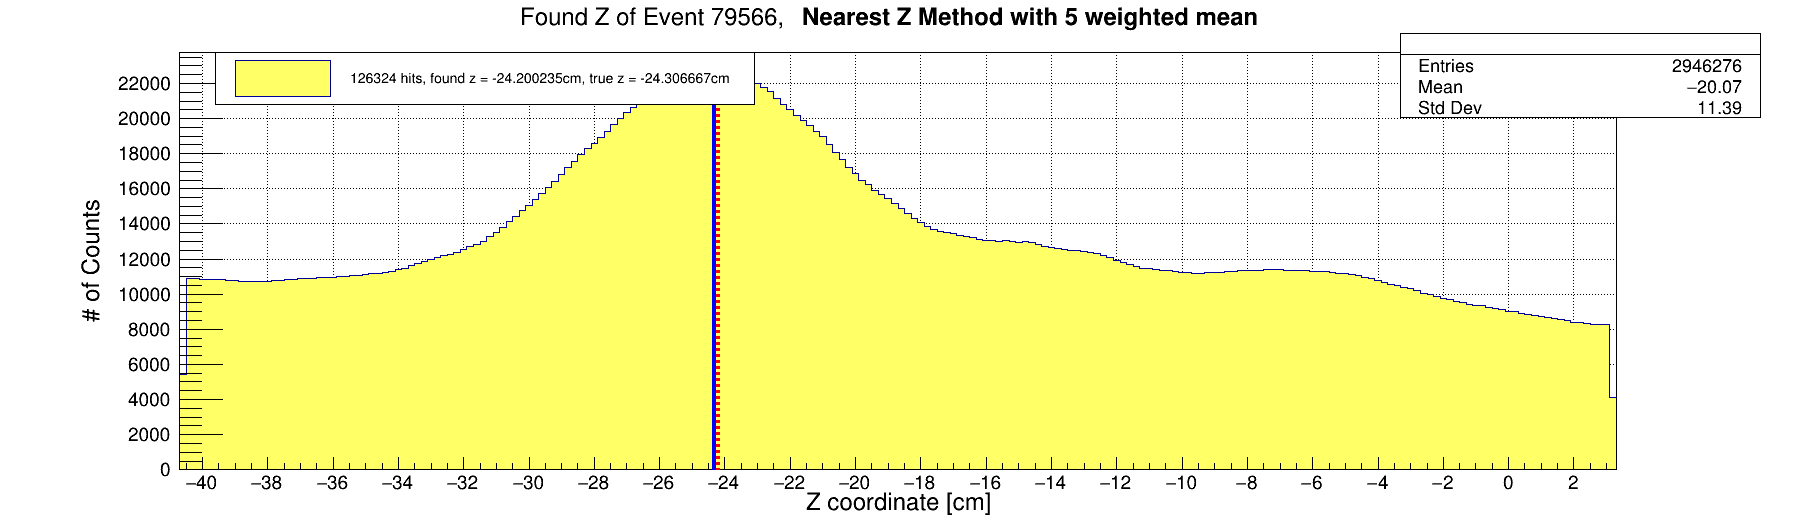 Found Z of Event 79566, Nearest Z Method with 5 weighted mean
126324 hits, found z = -24.200235cm, true z = -24.306667cm
Entries 2946276
Mean −20.07
Std Dev 11.39
# of Counts
22000
20000
18000
16000
14000
12000
10000
8000
6000
4000
2000
0
−40 −38 −36 −34 −32 −30 −28 −26 −24 −22 −20 −18 −16 −14 −12 −10 −8 −6 −4 −2 0 2
Z coordinate [cm]